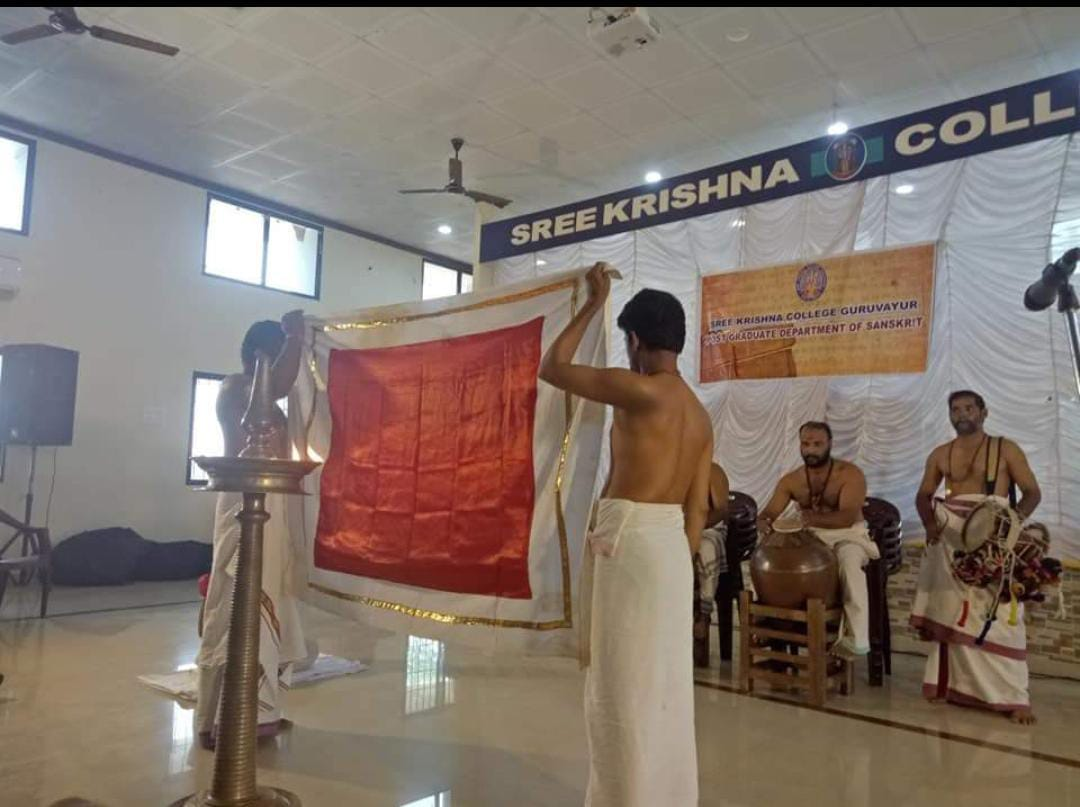 SREE KRISHNA COLL
SREE KRISHNA COLLEGE GURUVAYUR
POST GRADUATE DEPARTMENT OF SANSKRIT